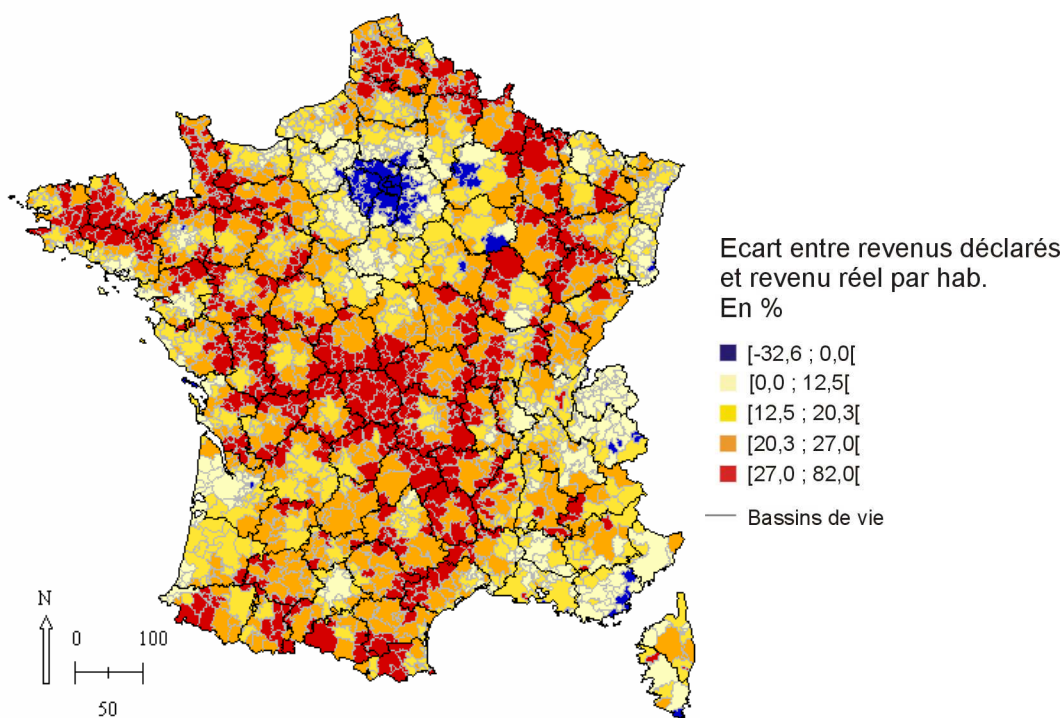 Ecart entre revenus déclarés
et revenu réel par hab.
En %
[-32,6 ; 0,0[
[0,0 ; 12,5[
[12,5 ; 20,3[
[20,3 ; 27,0[
[27,0 ; 82,0[
Bassins de vie
N
0 100
50